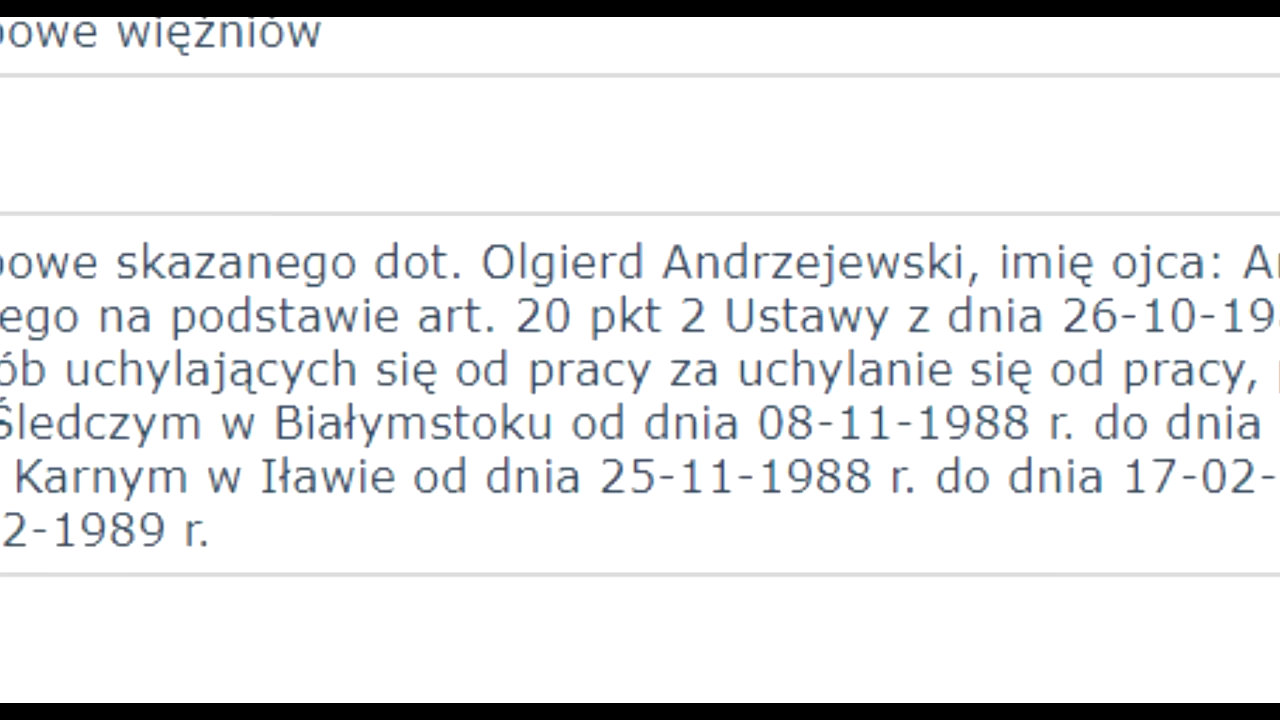 owe więźniów
owe skazanego dot. Olgierd Andrzejewski, imię ojca: A
ego na podstawie art. 20 pkt 2 Ustawy z dnia 26-10-19
ób uchylających się od pracy za uchylanie się od pracy,
Śledczym w Białymstoku od dnia 08-11-1988 r. do dnia
Karnym w Iławie od dnia 25-11-1988 r. do dnia 17-02-
2-1989 r.